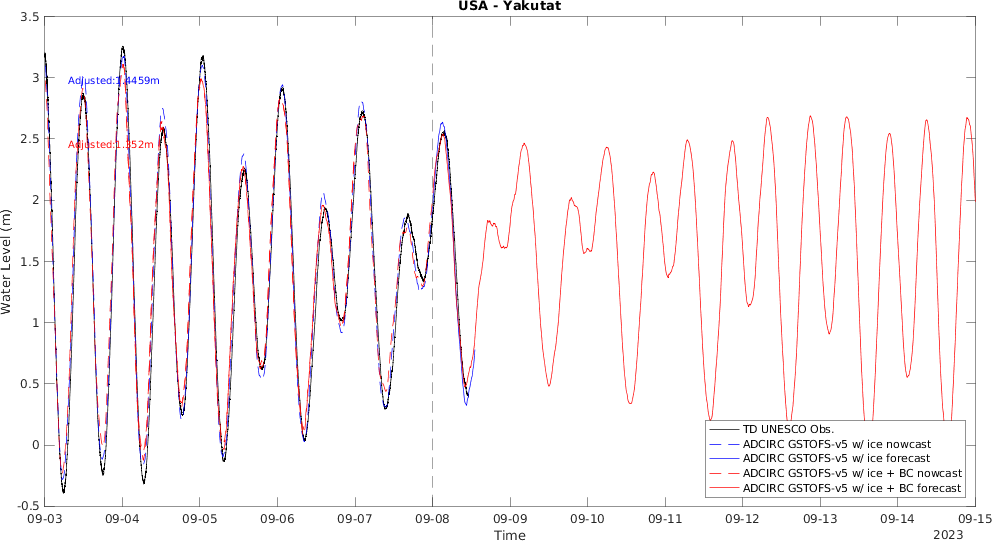 USA - Yakutat
3.5
3
2.5
2
1.5
1
0.5
0
-0.5
Water Level (m)
Adjusted:1.4459m
Adjusted:1.352m
TD UNESCO Obs.
ADCIRC GSTOFS-v5 w/ ice nowcast
ADCIRC GSTOFS-v5 w/ ice forecast
ADCIRC GSTOFS-v5 w/ ice + BC nowcast
ADCIRC GSTOFS-v5 w/ ice + BC forecast
09-03 09-04 09-05 09-06 09-07 09-08 09-09 09-10 09-11 09-12 09-13 09-14 09-15
Time
2023